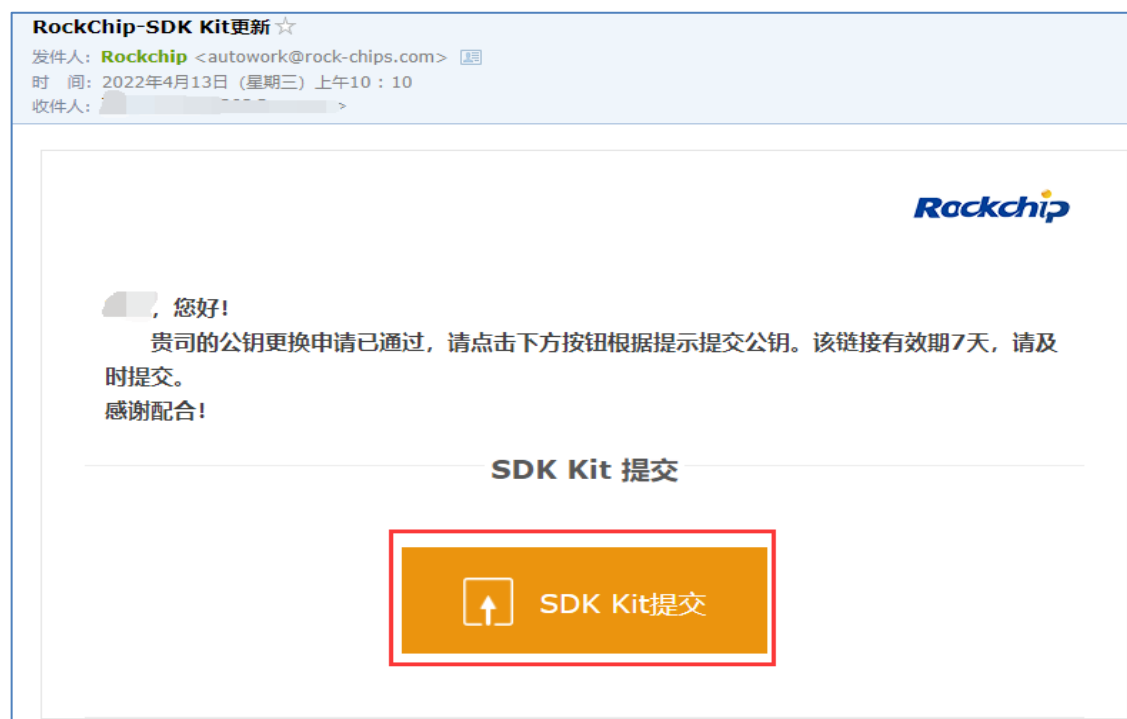 RockChip-SDK Kit更新☆
发件人：Rockchip <autowork@rock-chips.com>
时 间：2022年4月13日（星期三）上午10：10
收件人： >
Rockchip
，您好!
贵司的公钥更换申请已通过，请点击下方按钮根据提示提交公钥。该链接有效期7天，请及
时提交。
感谢配合!
SDK Kit 提交
SDK Kit提交